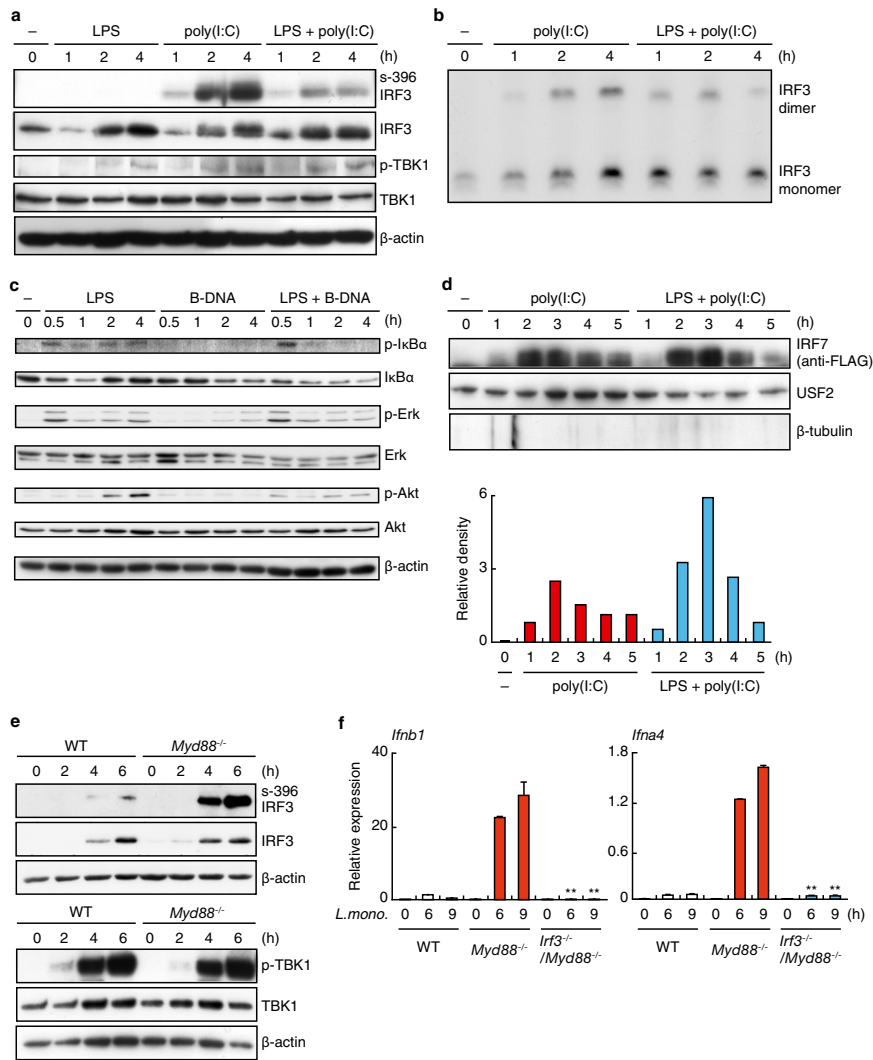 a
– LPS poly(I:C) LPS + poly(I:C)
0 1 2 4 1 2 4 1 2 4 (h)
s-396
IRF3
IRF3
p-TBK1
TBK1
β-actin
b
– poly(I:C) LPS + poly(I:C)
0 1 2 4 1 2 4 (h)
IRF3
dimer
IRF3
monomer
c
– LPS B-DNA LPS + B-DNA
0 0.5 1 2 4 0.5 1 2 4 0.5 1 2 4 (h)
p-IκBα
IκBα
p-Erk
Erk
p-Akt
Akt
β-actin
d
– poly(I:C) LPS + poly(I:C)
0 1 2 3 4 5 1 2 3 4 5 (h)
IRF7
(anti-FLAG)
USF2
β-tubulin
Relative density
6
3
0
0 1 2 3 4 5 1 2 3 4 5 (h)
– poly(I:C) LPS + poly(I:C)
e
WT Myd88-/-
0 2 4 6 0 2 4 6 (h)
s-396
IRF3
IRF3
β-actin
WT Myd88-/-
0 2 4 6 0 2 4 6 (h)
p-TBK1
TBK1
β-actin
f
Ifnb1
Relative expression
40
20
0
** **
L.mono. 0 6 9 0 6 9 0 6 9
WT Myd88-/- Irf3-/-
/Myd88-/-
Ifna4
1.8
1.2
0.6
0
** **
0 6 9 0 6 9 0 6 9 (h)
WT Myd88-/- Irf3-/-
/Myd88-/-